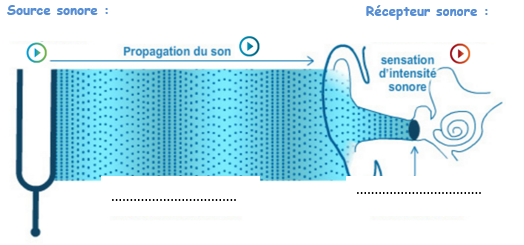 Source sonore :
Récepteur sonore :
Propagation du son
sensation
d'intensité
sonore